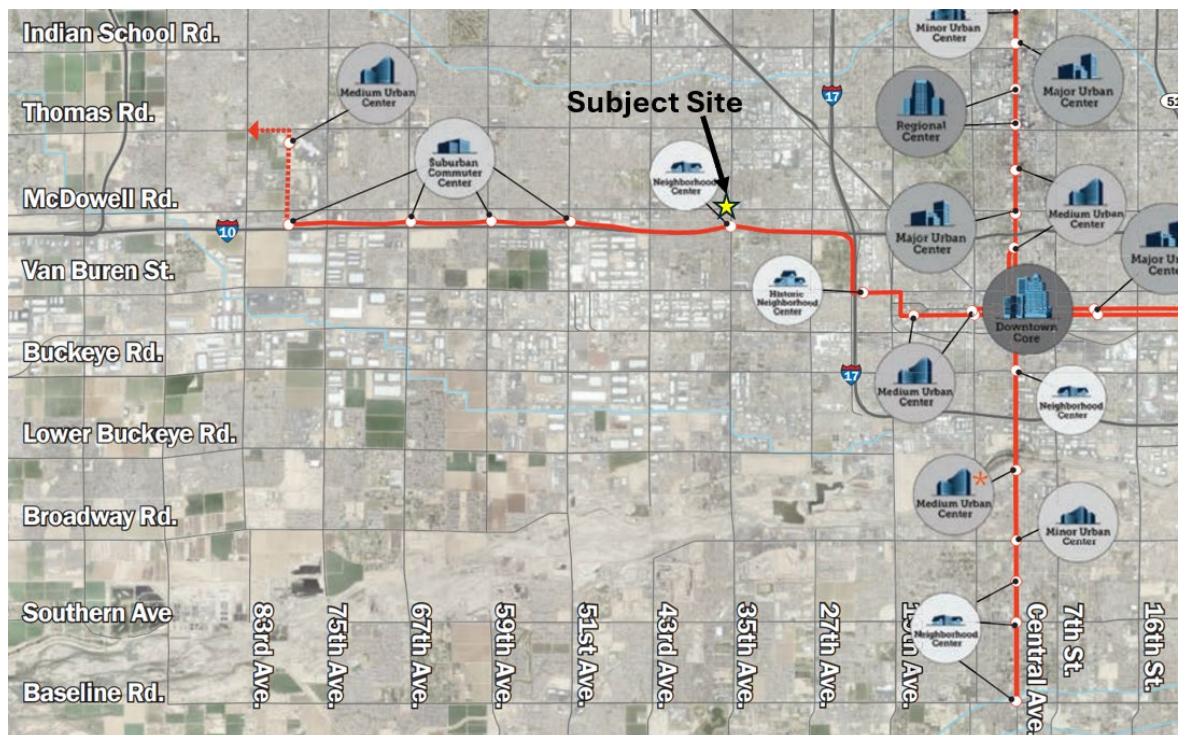 Indian School Rd.
Minor Urban
Center
Medium Urban
Center
Major Urban
Center
17
Thomas Rd.
Subject Site
Regional
Center
51
Suburban
Commuter
Center
Neighborhood
Center
McDowell Rd.
Medium Urban
Center
Major Urban
Center
10
Major Urban
Center
Van Buren St.
Historic
Neighborhood
Center
Downtown
Core
Buckeye Rd.
17
Medium Urban
Center
Neighborhood
Center
Lower Buckeye Rd.
Medium Urban
Center
*
Broadway Rd.
Minor Urban
Center
Southern Ave
83rd Ave.
75th Ave.
67th Ave.
59th Ave.
51st Ave.
43rd Ave.
35th Ave.
27th Ave.
Neighborhood
Center
Central Ave.
7th St.
16th St.
Baseline Rd.